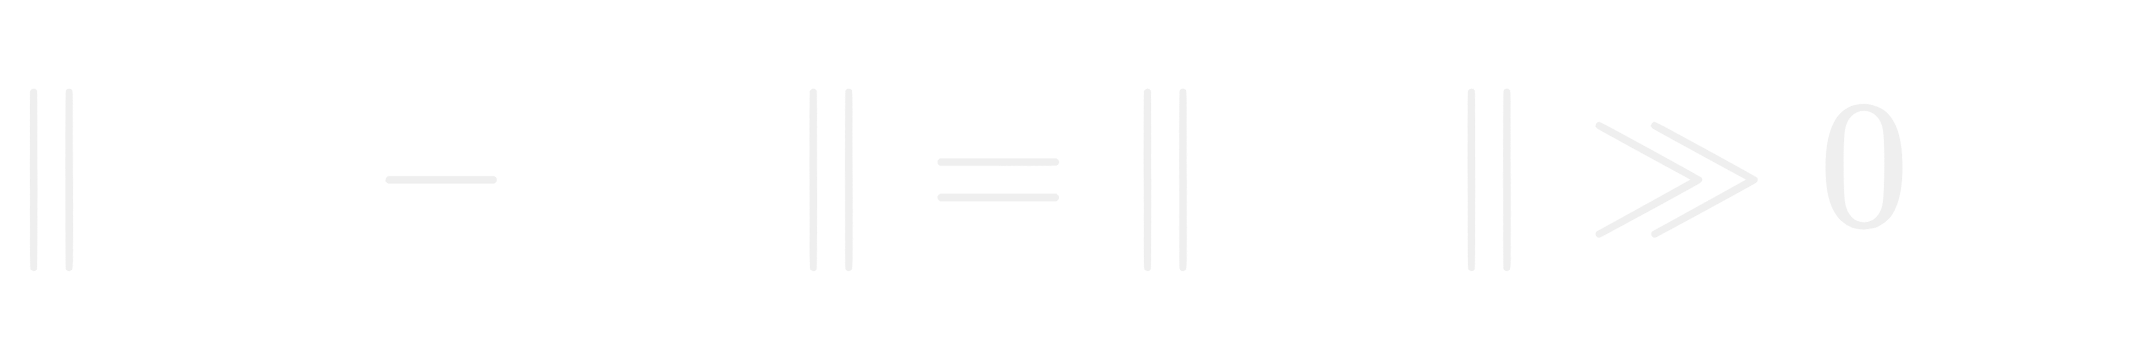 ‖ − ‖ = ‖ ‖ ≫ 0